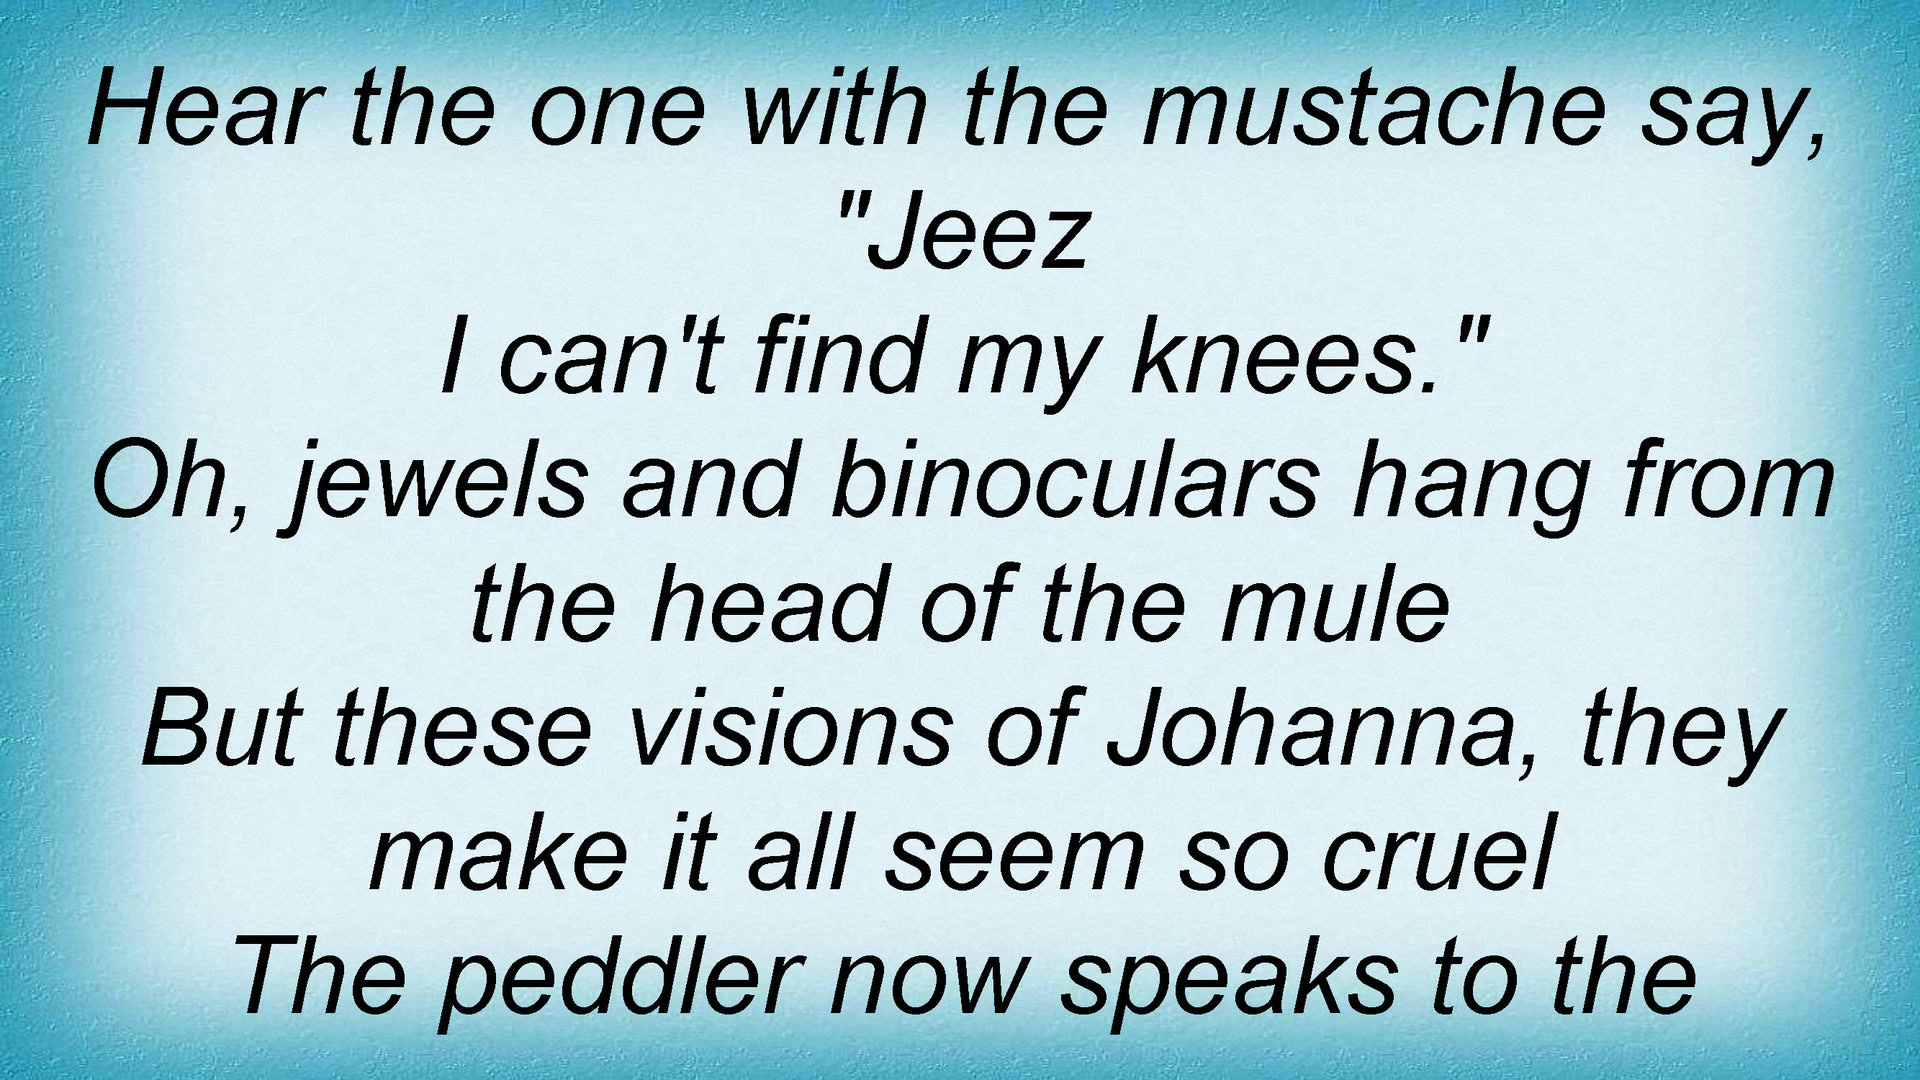 Hear the one with the mustache say,
"Jeez
I can't find my knees."
Oh, jewels and binoculars hang from
the head of the mule
But these visions of Johanna, they
make it all seem so cruel
The peddler now speaks to the